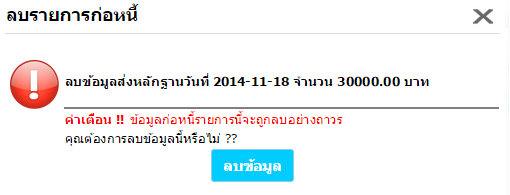 ลบรายการก่อหนี้
ลบข้อมูลส่งหลักฐานวันที่ 2014-11-18 จำนวน 30000.00 บาท
คำเตือน !! ข้อมูลก่อหนี้รายการนี้จะถูกลบอย่างถาวร
คุณต้องการลบข้อมูลนี้หรือไม่ ??
ลบข้อมูล